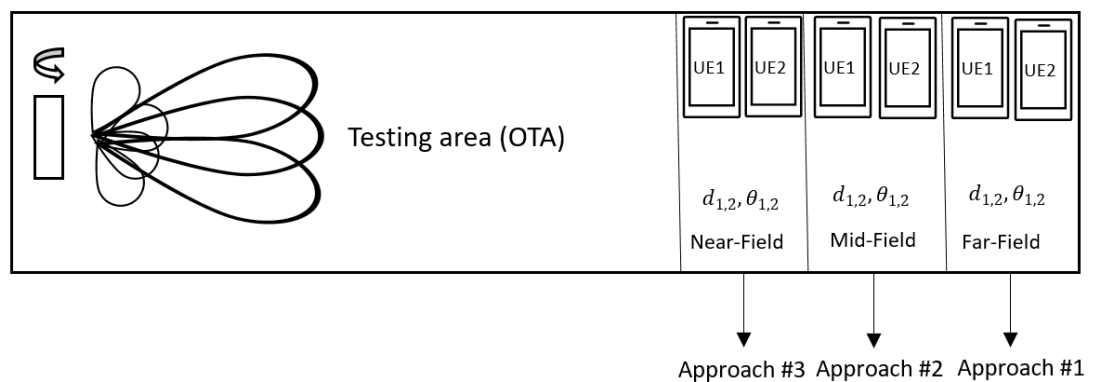 UE1 UE2 UE1 UE2 UE1 UE2
Testing area (OTA)
d₁,₂, θ₁,₂ d₁,₂, θ₁,₂ d₁,₂, θ₁,₂
Near-Field Mid-Field Far-Field
Approach #3 Approach #2 Approach #1